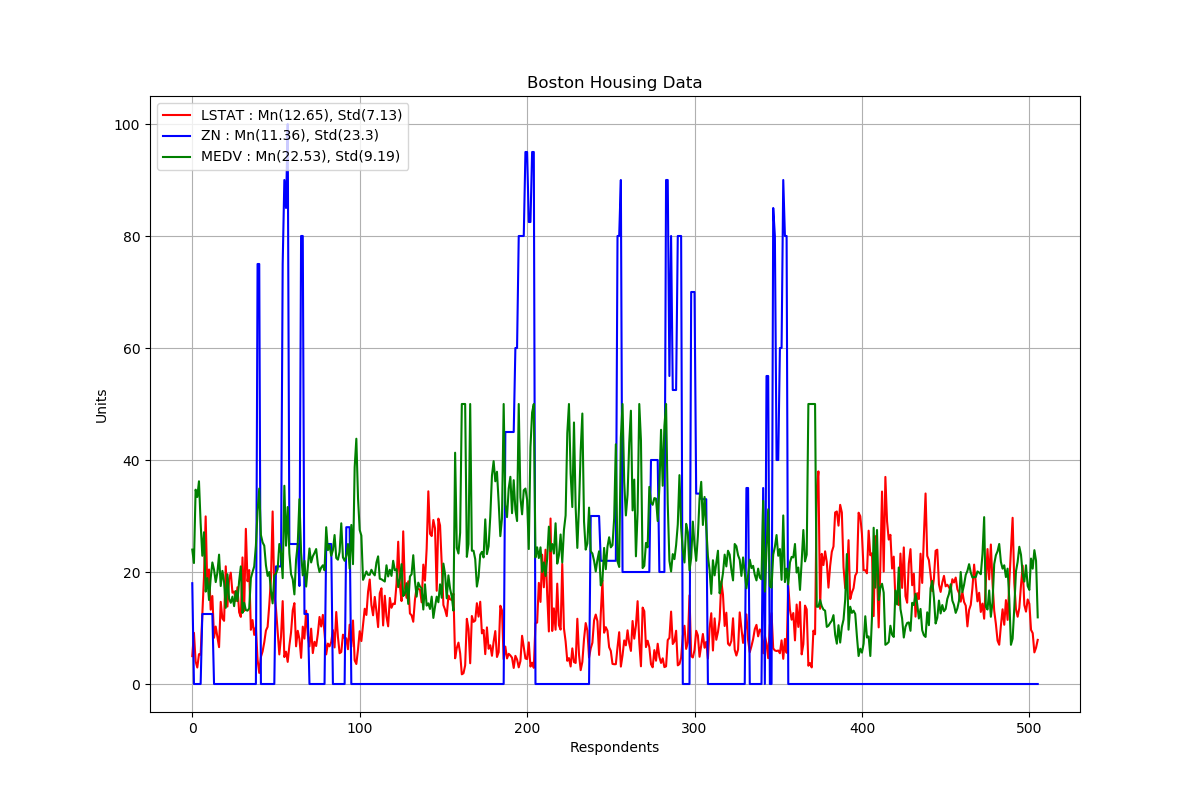 Boston Housing Data
LSTAT : Mn(12.65), Std(7.13)
ZN : Mn(11.36), Std(23.3)
MEDV : Mn(22.53), Std(9.19)
100
80
60
40
20
0
Units
0 100 200 300 400 500
Respondents